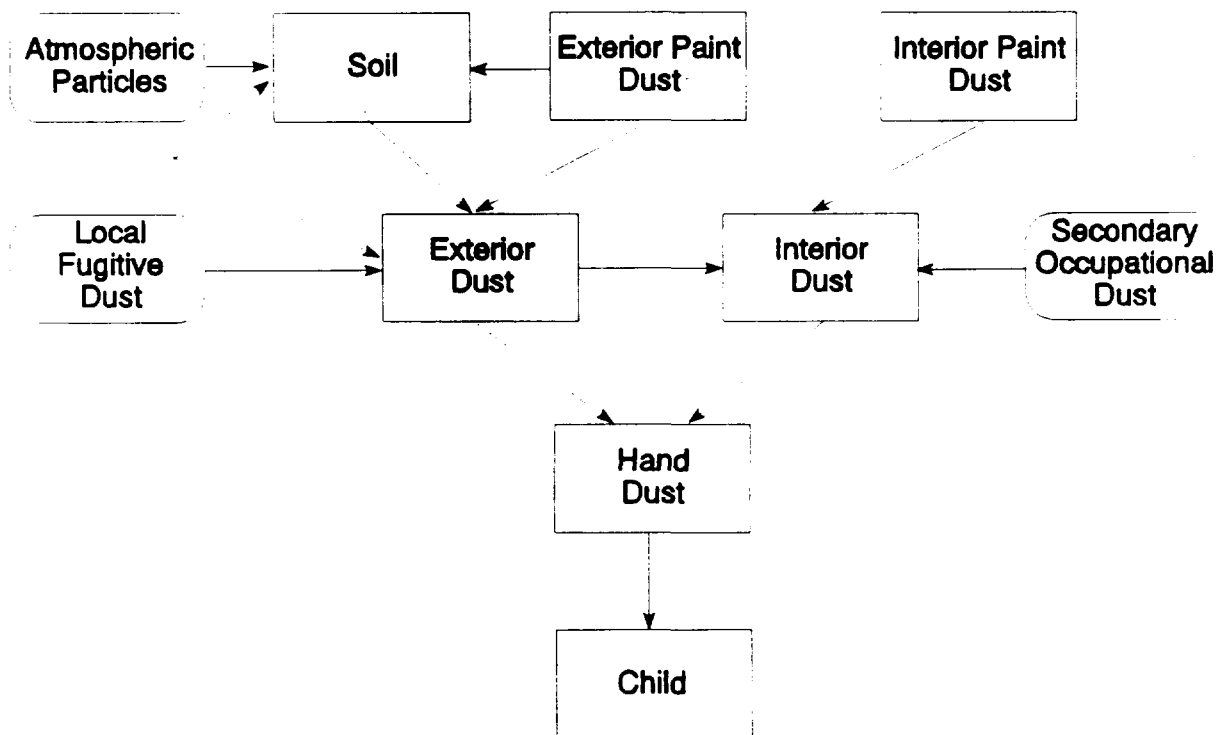 Atmospheric
Particles
Soil
Exterior Paint
Dust
Interior Paint
Dust
Local
Fugitive
Dust
Exterior
Dust
Interior
Dust
Secondary
Occupational
Dust
Hand
Dust
Child